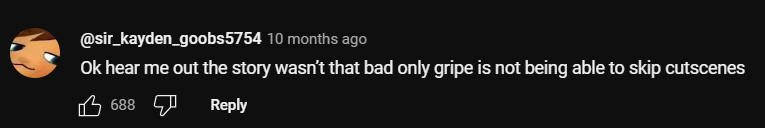 @sir_kayden_goobs5754 10 months ago
Ok hear me out the story wasn't that bad only gripe is not being able to skip cutscenes
688 Reply